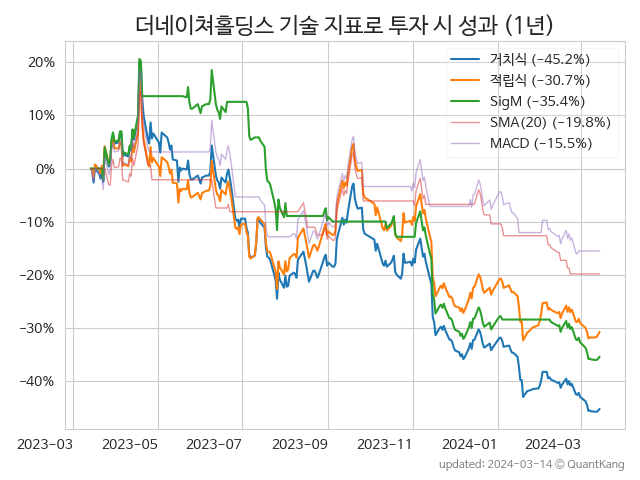 더네이쳐홀딩스 기술 지표로 투자 시 성과 (1년)
거치식 (−45.2%)
적립식 (−30.7%)
SigM (−35.4%)
SMA(20) (−19.8%)
MACD (−15.5%)
20%
10%
0%
−10%
−20%
−30%
−40%
2023-03 2023-05 2023-07 2023-09 2023-11 2024-01 2024-03
updated: 2024-03-14 © QuantKang